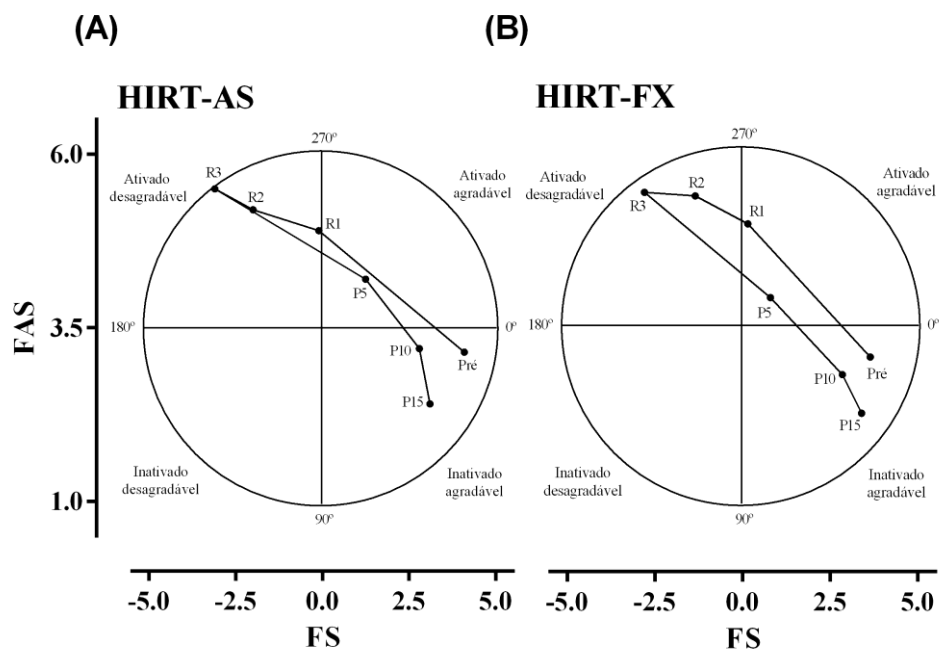 (A)
HIRT-AS
6.0
3.5
1.0
FAS
270º
Ativado
desagradável
Ativado
agradável
R3
R2
R1
P5
180º
0º
P10
Pré
P15
Inativado
desagradável
Inativado
agradável
90º
-5.0 -2.5 0.0 2.5 5.0
FS
(B)
HIRT-FX
270º
Ativado
desagradável
Ativado
agradável
R3
R2
R1
P5
180º
0º
P10
Pré
P15
Inativado
desagradável
Inativado
agradável
90º
-5.0 -2.5 0.0 2.5 5.0
FS